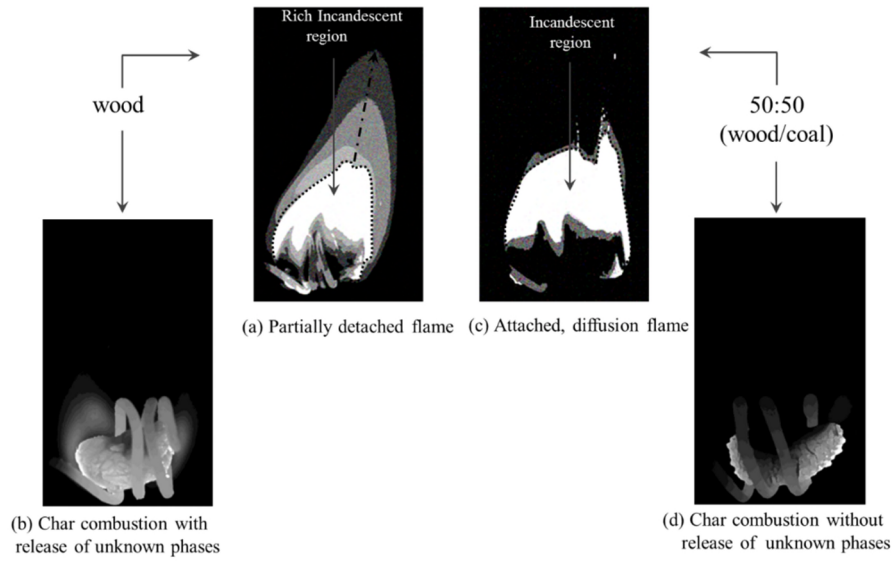 Rich Incandescent
region
Incandescent
region
wood
50:50
(wood/coal)
(a) Partially detached flame
(c) Attached, diffusion flame
(b) Char combustion with
release of unknown phases
(d) Char combustion without
release of unknown phases